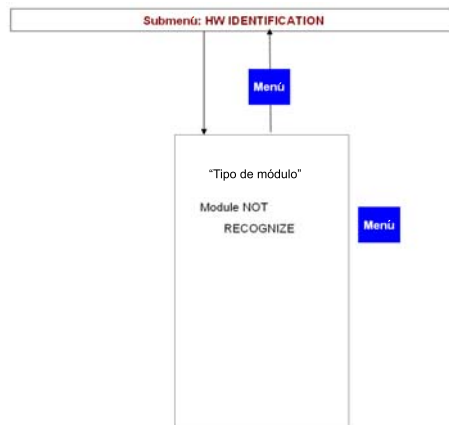 Submenú: HW IDENTIFICATION
Menú
“Tipo de módulo”
Module NOT
RECOGNIZE
Menú